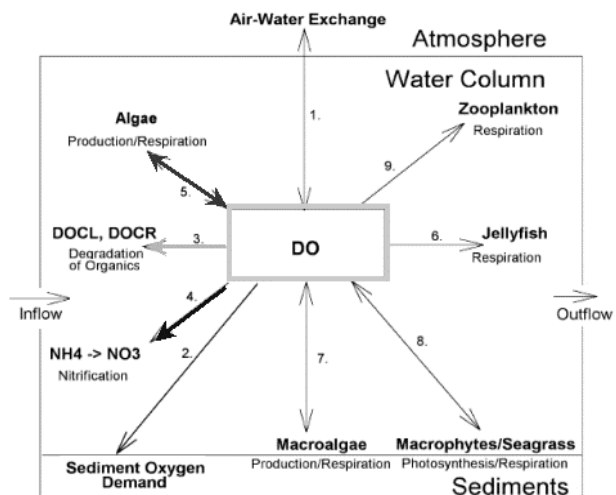 Air-Water Exchange
Atmosphere
Water Column
Algae
Production/Respiration
Zooplankton
Respiration
1.
9.
5.
DOCL, DOCR
Degradation
of Organics
3.
DO
6.
Jellyfish
Respiration
Inflow
4.
Outflow
NH4 -> NO3
Nitrification
2.
7.
8.
Sediment Oxygen
Demand
Macroalgae
Production/Respiration
Macrophytes/Seagrass
Photosynthesis/Respiration
Sediments